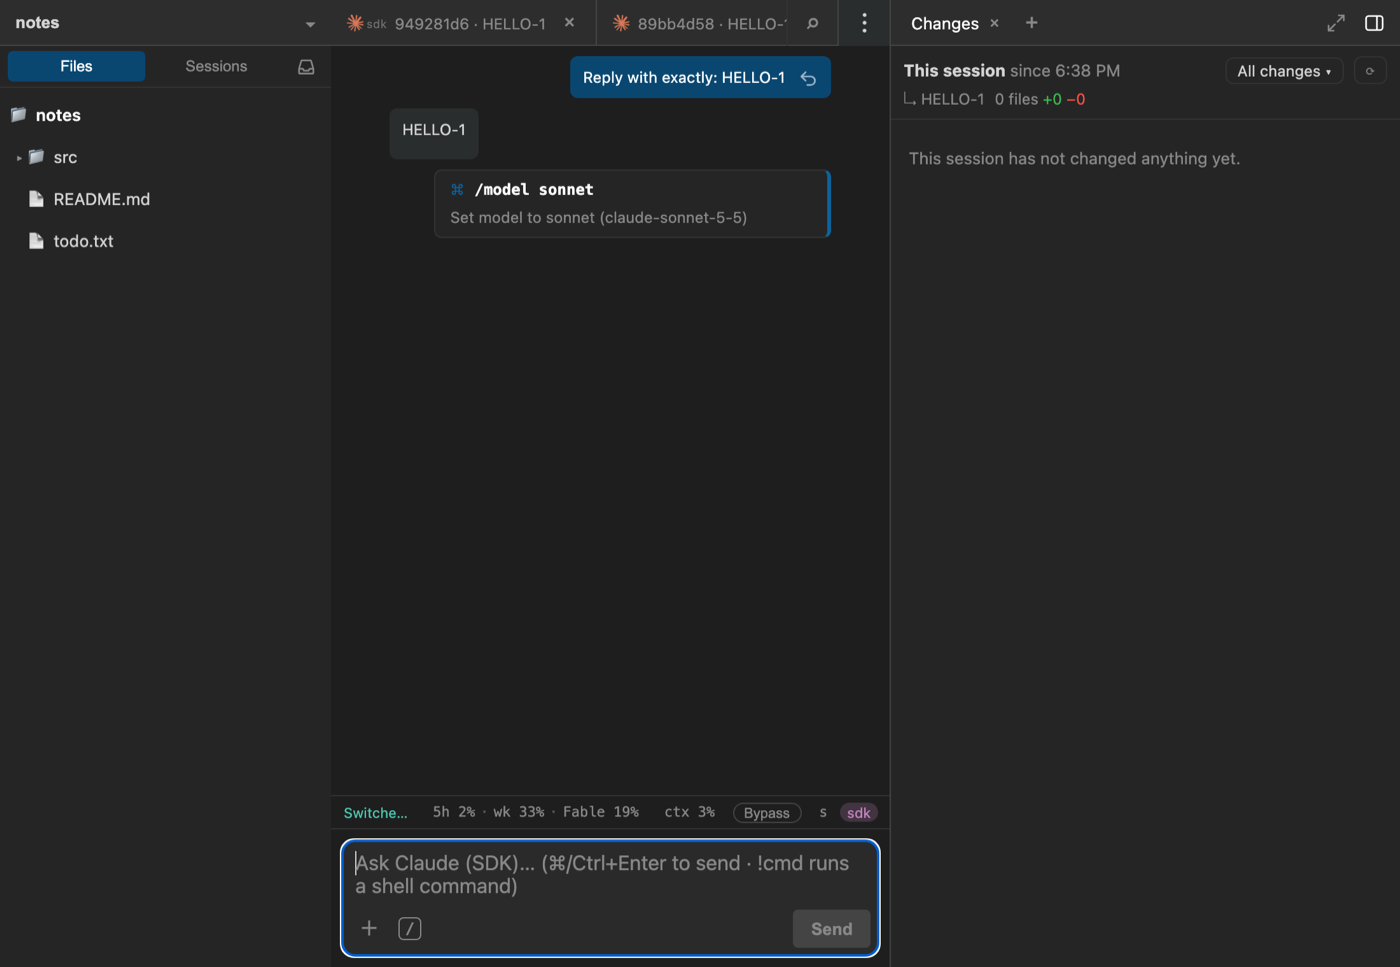 notes
Files
Sessions
notes
src
README.md
todo.txt
sdk 949281d6 · HELLO-1
89bb4d58 · HELLO-
Reply with exactly: HELLO-1
HELLO-1
⌘ /model sonnet
Set model to sonnet (claude-sonnet-5-5)
Switche...
5h 2% · wk 33% · Fable 19%
ctx 3%
Bypass
s
sdk
Ask Claude (SDK)... (⌘/Ctrl+Enter to send · !cmd runs
a shell command)
Send
Changes
This session since 6:38 PM
All changes
HELLO-1 0 files +0 −0
This session has not changed anything yet.